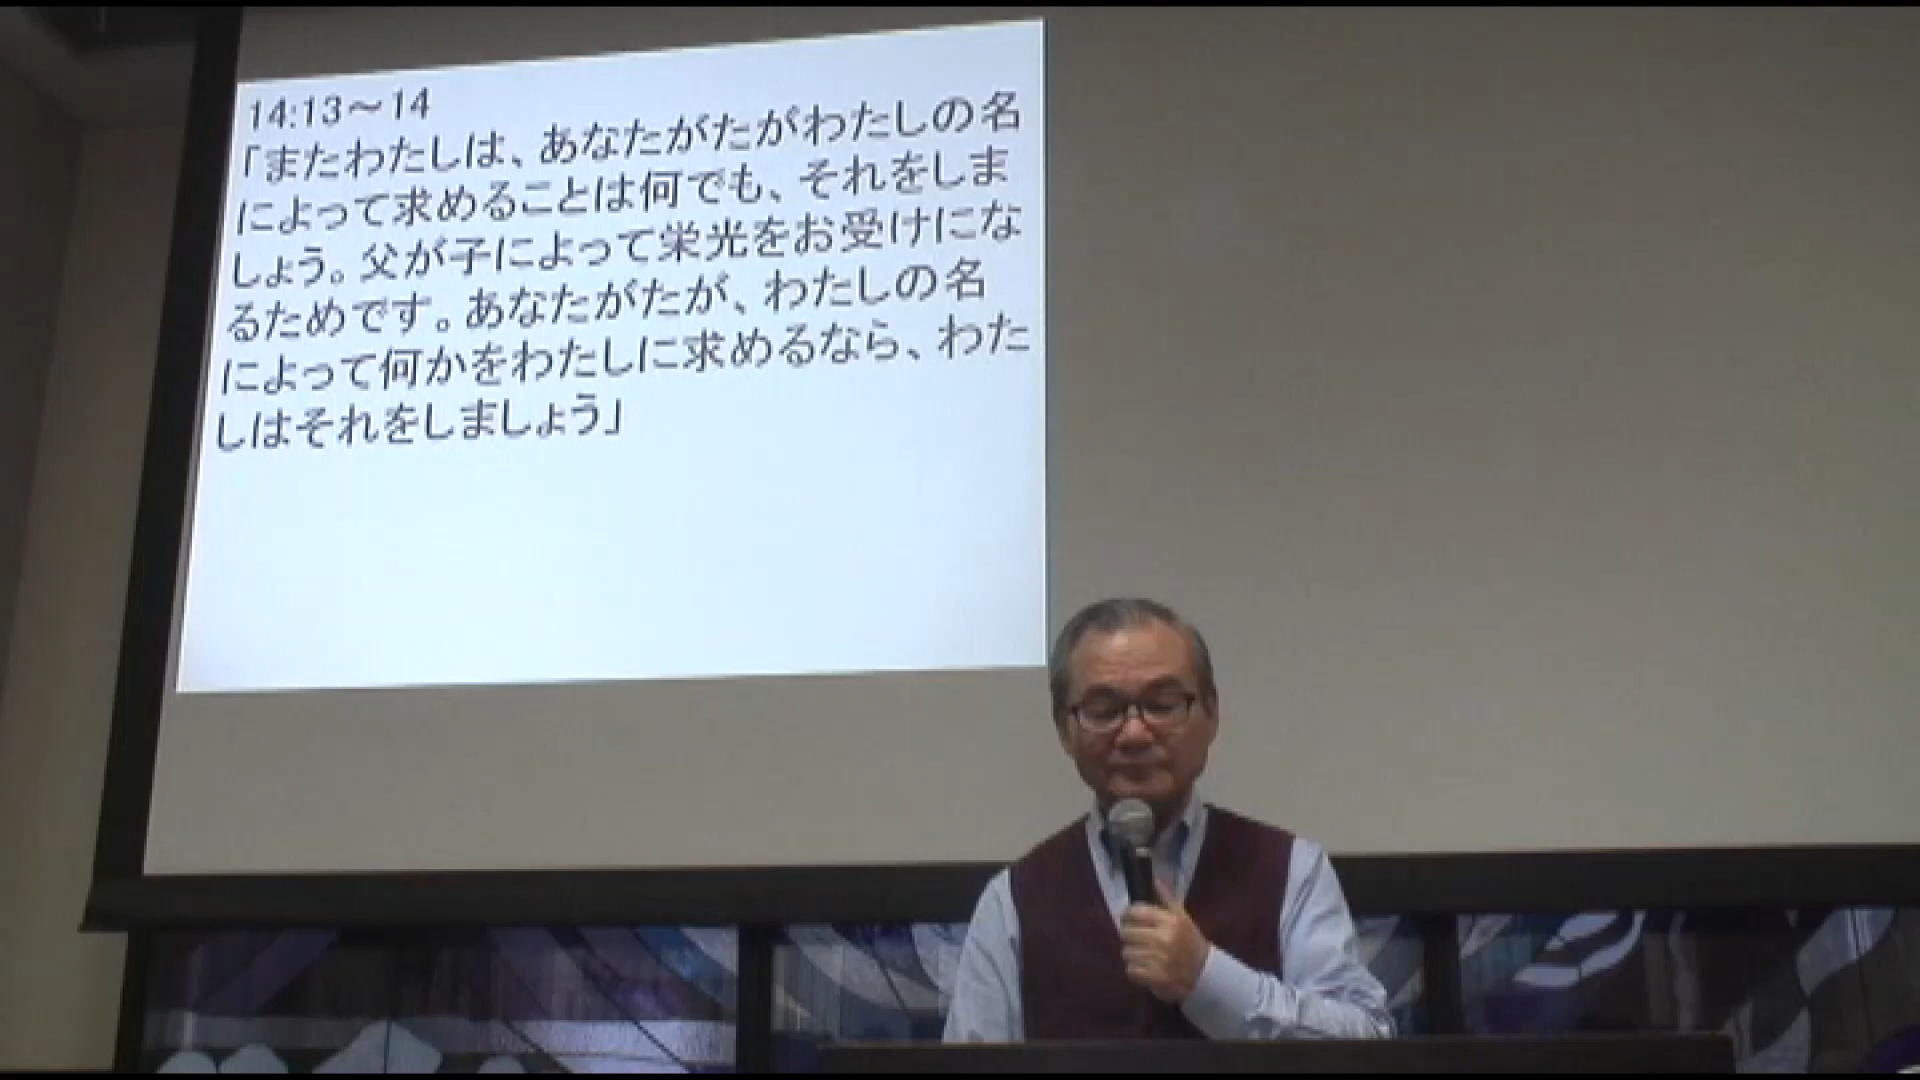 14:13～14
「またわたしは、あなたがたがわたしの名
によって求めることは何でも、それをしま
しょう。父が子によって栄光をお受けにな
るためです。あなたがたが、わたしの名
によって何かをわたしに求めるなら、わた
しはそれをしましょう」